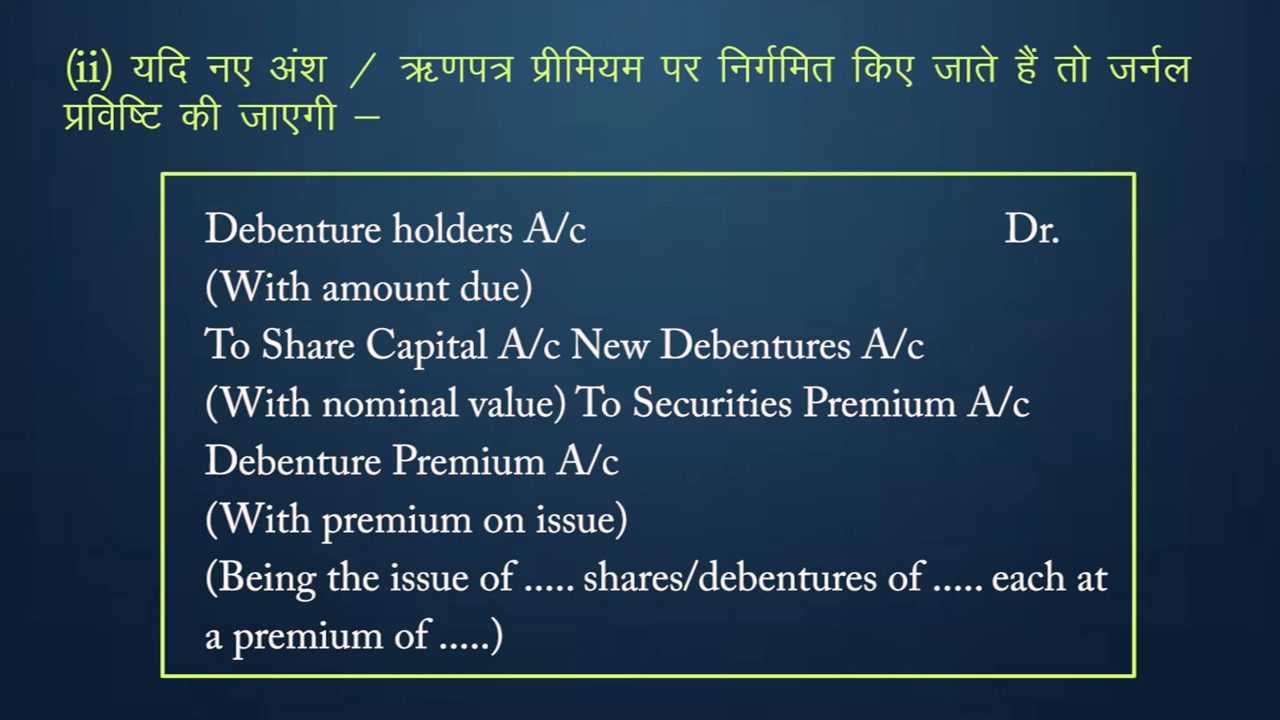 (ii) यदि नए अंश / ऋणपत्र प्रीमियम पर निर्गमित किए जाते हैं तो जर्नल
प्रविष्टि की जाएगी –
Debenture holders A/c Dr.
(With amount due)
To Share Capital A/c New Debentures A/c
(With nominal value) To Securities Premium A/c
Debenture Premium A/c
(With premium on issue)
(Being the issue of ..... shares/debentures of ..... each at
a premium of .....)